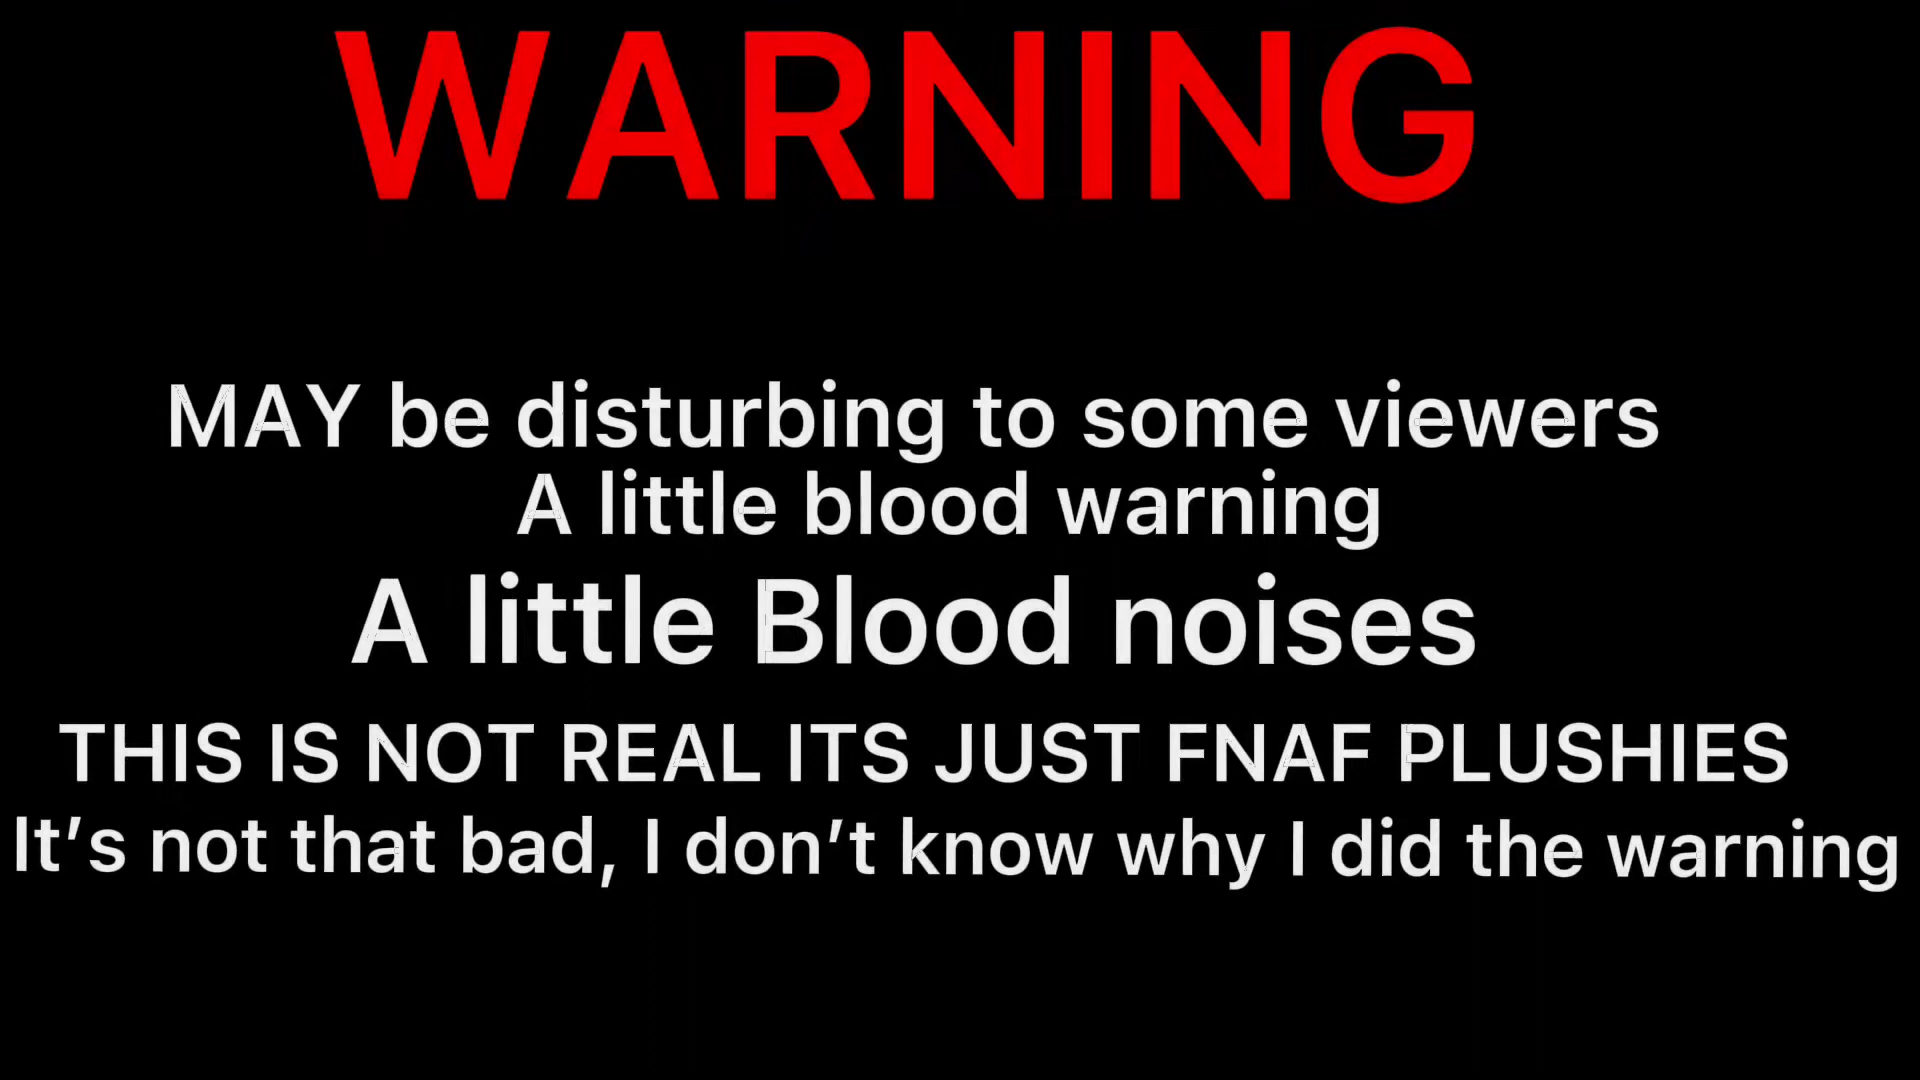 WARNING
MAY be disturbing to some viewers
A little blood warning
A little Blood noises
THIS IS NOT REAL ITS JUST FNAF PLUSHIES
It’s not that bad, I don’t know why I did the warning